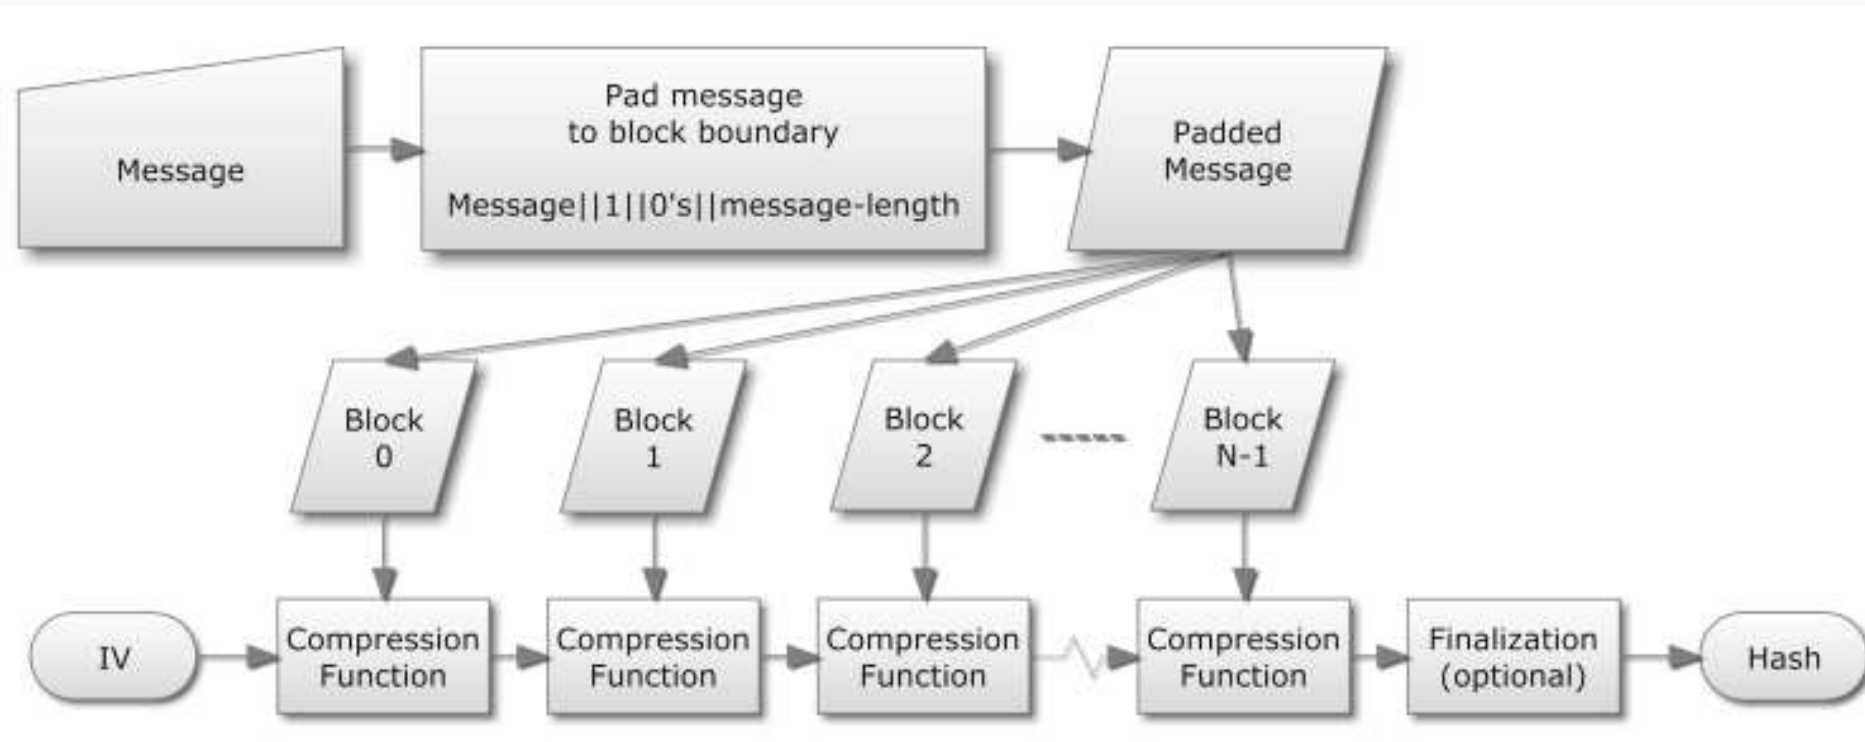 Message
Pad message
to block boundary
Message||1||0's||message-length
Padded
Message
Block
0
Block
1
Block
2
Block
N-1
IV
Compression
Function
Compression
Function
Compression
Function
Compression
Function
Finalization
(optional)
Hash